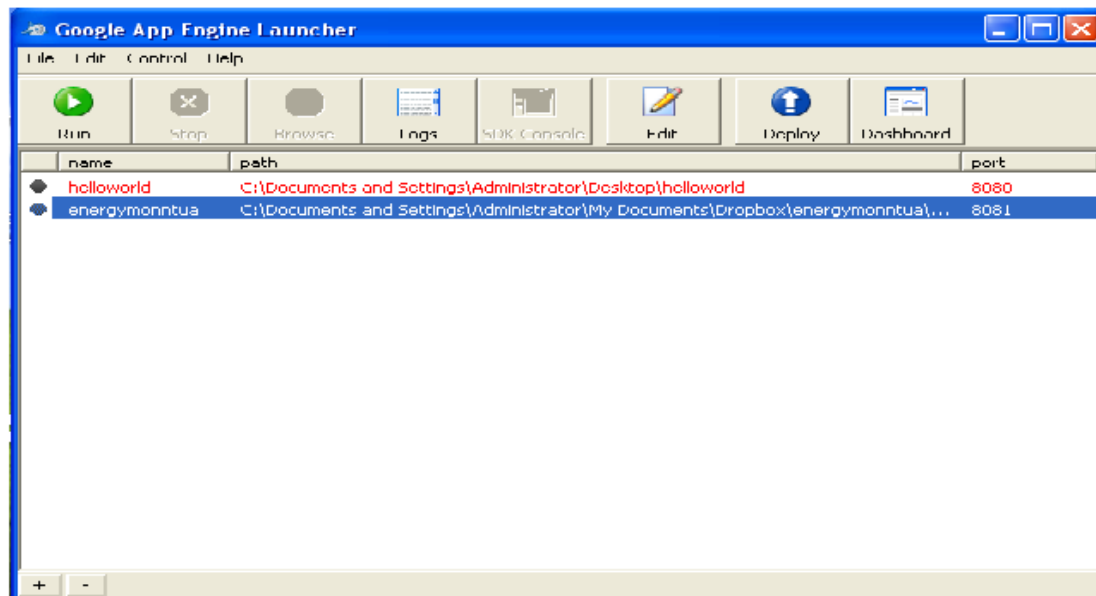 Google App Engine Launcher
File Edit Control Help
Run Stop Browse Logs SDK Console Edit Deploy Dashboard
name path port
helloworld C:\Documents and Settings\Administrator\Desktop\helloworld 8080
energymonntua C:\Documents and Settings\Administrator\My Documents\Dropbox\energymonntua\... 8081
+ -